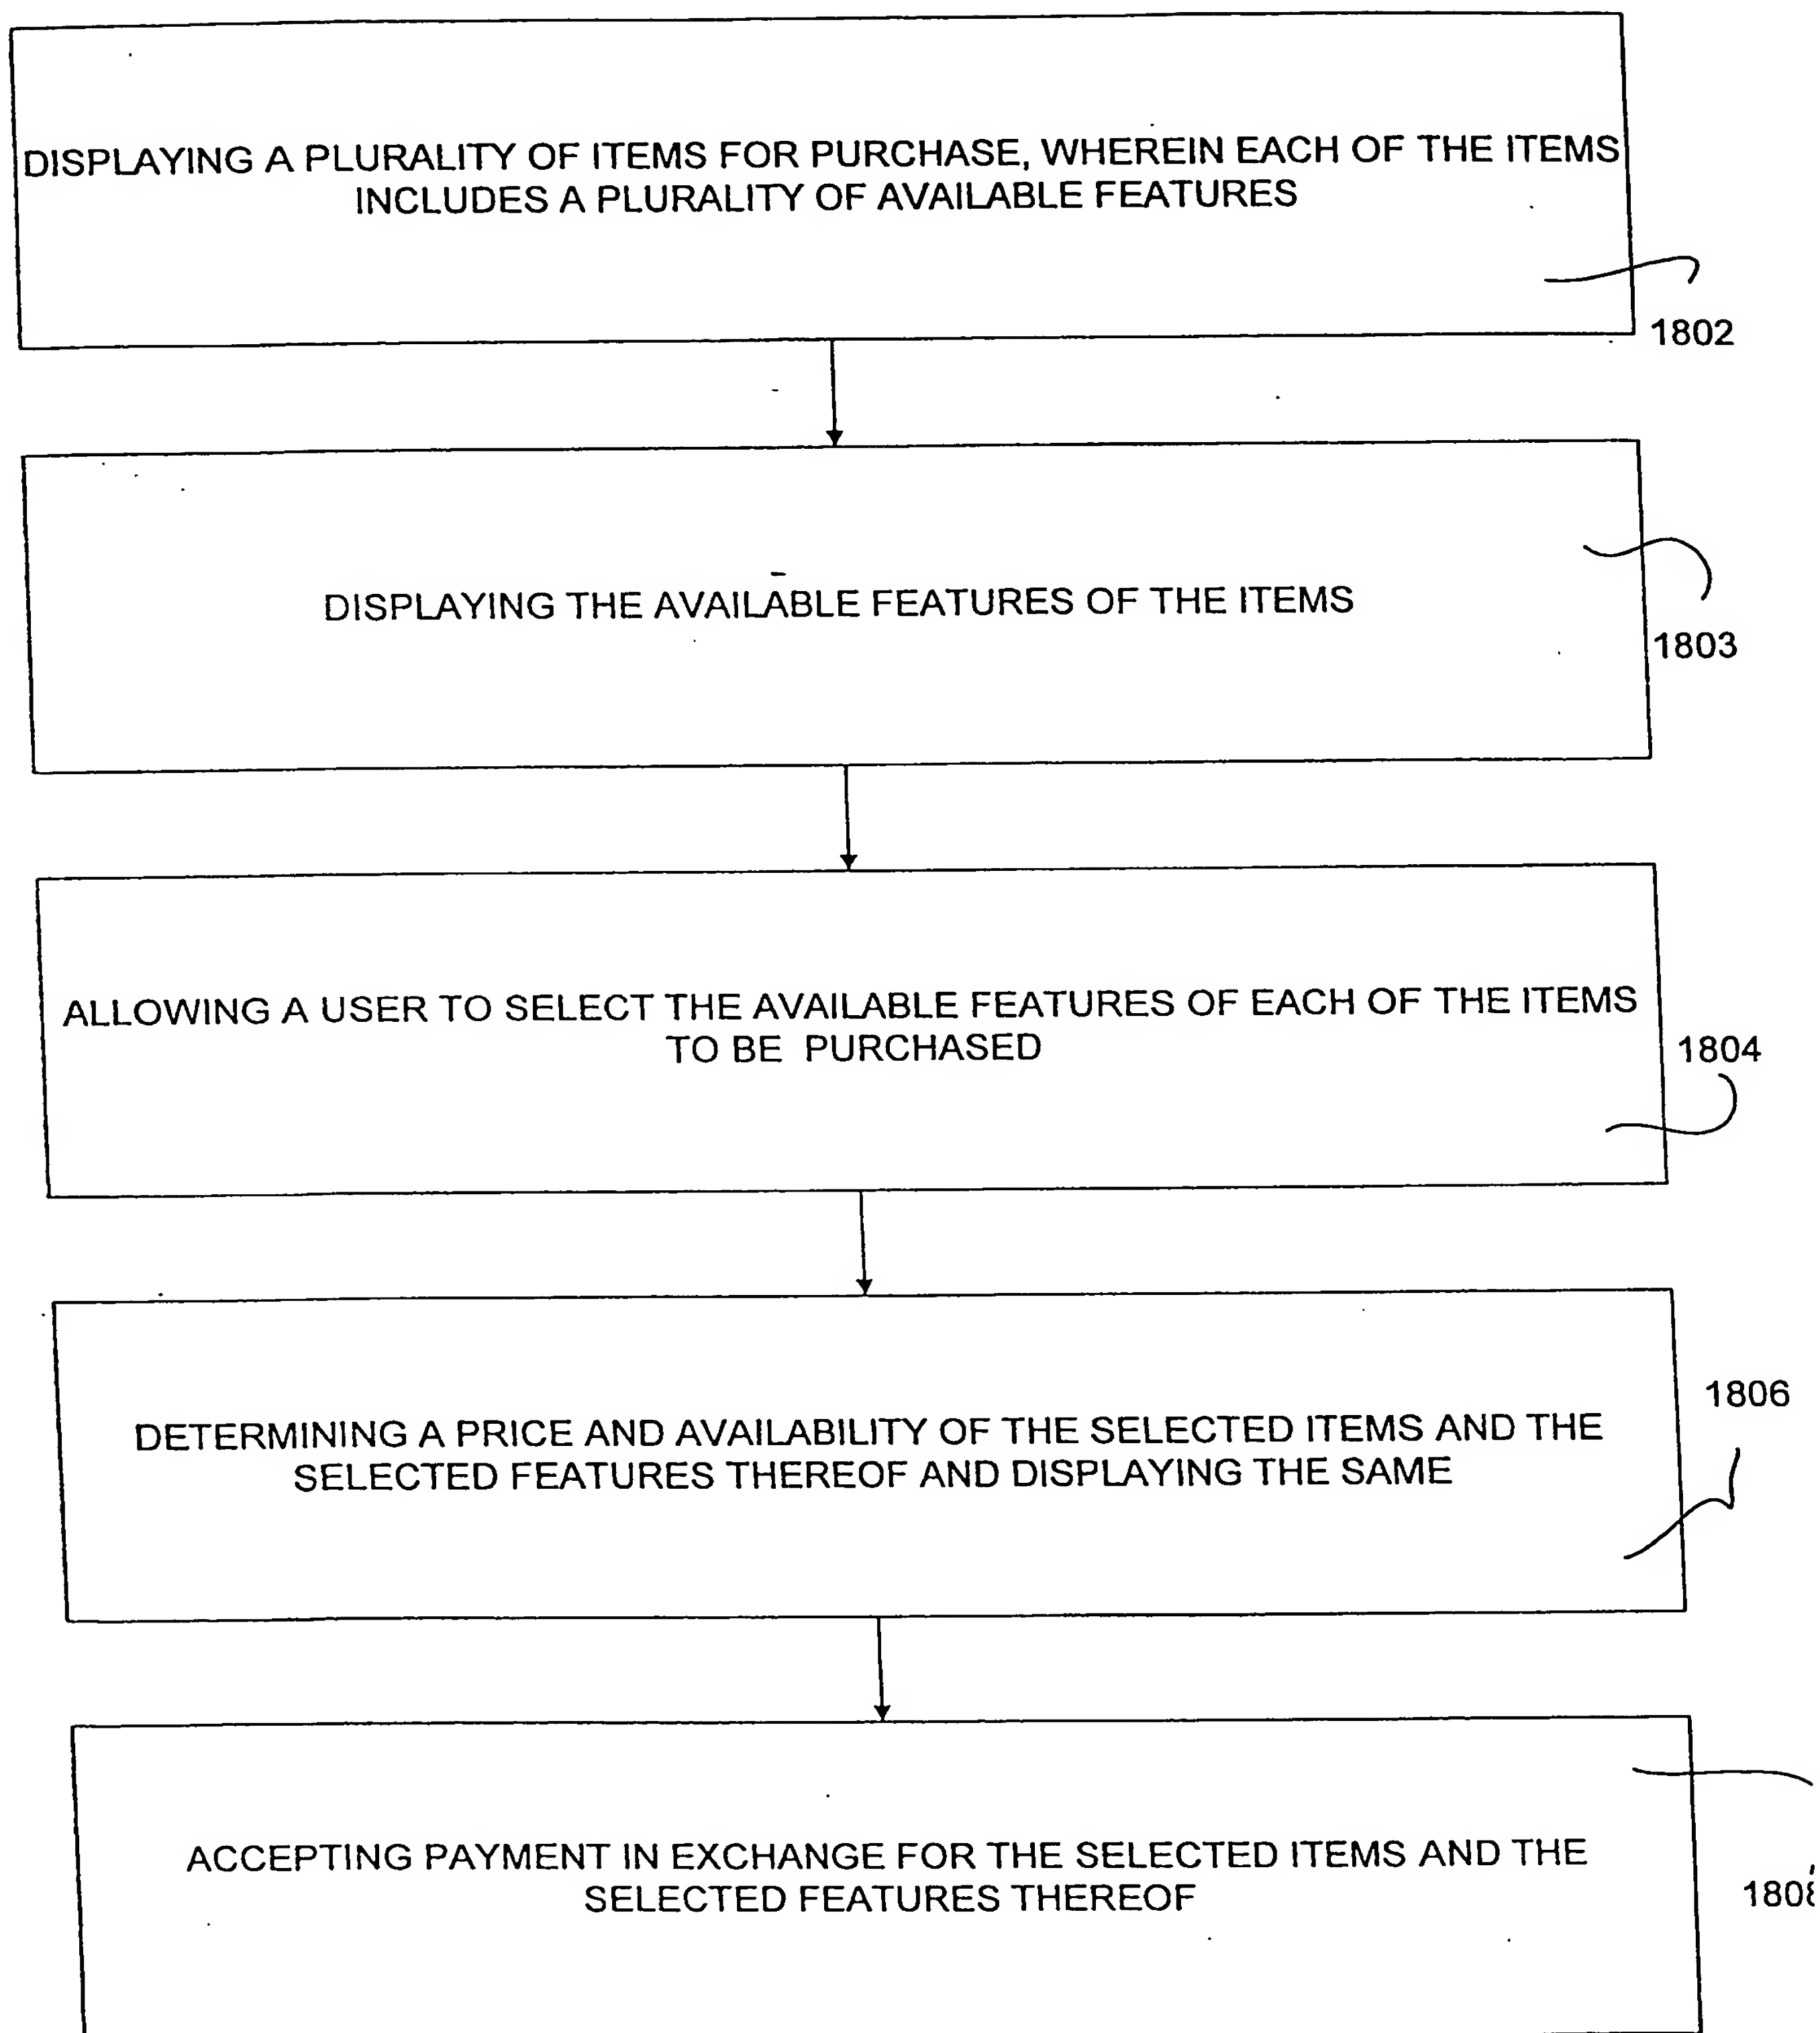 DISPLAYING A PLURALITY OF ITEMS FOR PURCHASE, WHEREIN EACH OF THE ITEMS
INCLUDES A PLURALITY OF AVAILABLE FEATURES
1802
DISPLAYING THE AVAILABLE FEATURES OF THE ITEMS
1803
ALLOWING A USER TO SELECT THE AVAILABLE FEATURES OF EACH OF THE ITEMS
TO BE PURCHASED
1804
1806
DETERMINING A PRICE AND AVAILABILITY OF THE SELECTED ITEMS AND THE
SELECTED FEATURES THEREOF AND DISPLAYING THE SAME
ACCEPTING PAYMENT IN EXCHANGE FOR THE SELECTED ITEMS AND THE
SELECTED FEATURES THEREOF